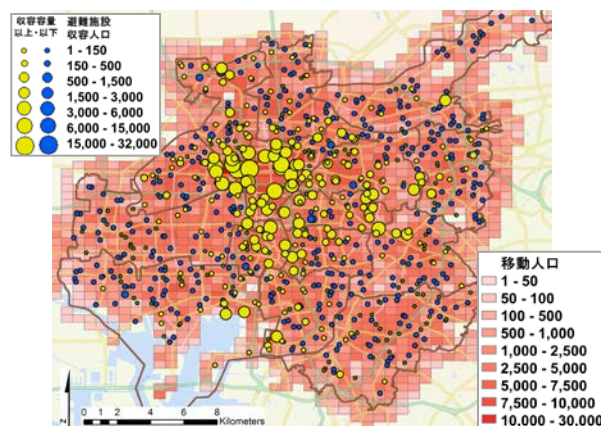 収容容量
以上・以下
避難施設
収容人口
1 - 150
150 - 500
500 - 1,500
1,500 - 3,000
3,000 - 6,000
6,000 - 15,000
15,000 - 32,000
移動人口
1 - 50
50 - 100
100 - 500
500 - 1,000
1,000 - 2,500
2,500 - 5,000
5,000 - 7,500
7,500 - 10,000
10,000 - 30,000
Z
0 1 2 4 6 8
Kilometers